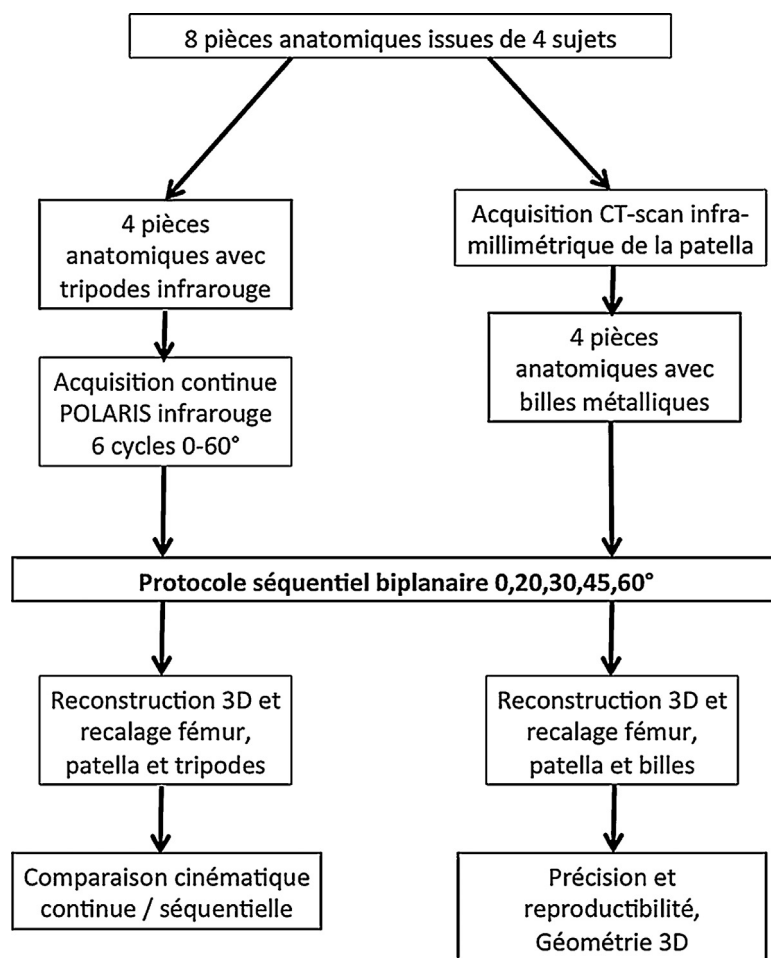 8 pièces anatomiques issues de 4 sujets
4 pièces
anatomiques avec
tripodes infrarouge
Acquisition CT-scan infra-
millimétrique de la patella
Acquisition continue
POLARIS infrarouge
6 cycles 0-60°
4 pièces
anatomiques avec
billes métalliques
Protocole séquentiel biplanaire 0,20,30,45,60°
Reconstruction 3D et
recalage fémur,
patella et tripodes
Reconstruction 3D et
recalage fémur,
patella et billes
Comparaison cinématique
continue / séquentielle
Précision et
reproductibilité,
Géométrie 3D